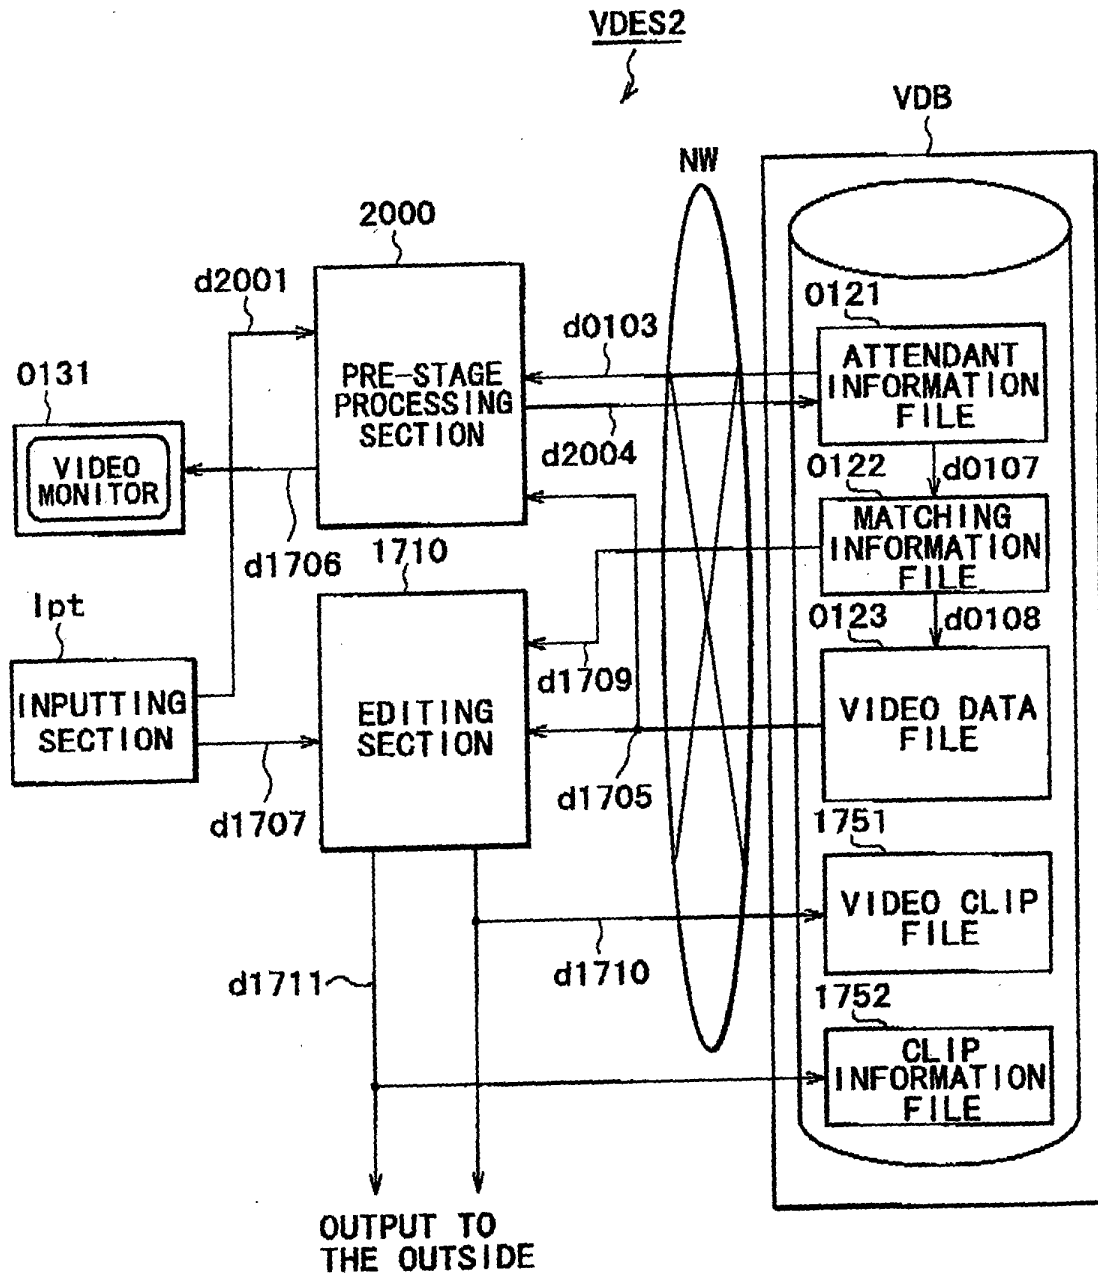 VDES2
VDB
NW
2000
d2001
0121
d0103
ATTENDANT
INFORMATION
FILE
0131
PRE-STAGE
PROCESSING
SECTION
VIDEO
MONITOR
d2004
0122
d0107
MATCHING
INFORMATION
FILE
d1706
1710
Ipt
0123
d0108
d1709
INPUTTING
SECTION
EDITING
SECTION
VIDEO DATA
FILE
d1707
d1705
1751
VIDEO CLIP
FILE
d1711
d1710
1752
CLIP
INFORMATION
FILE
OUTPUT TO
THE OUTSIDE